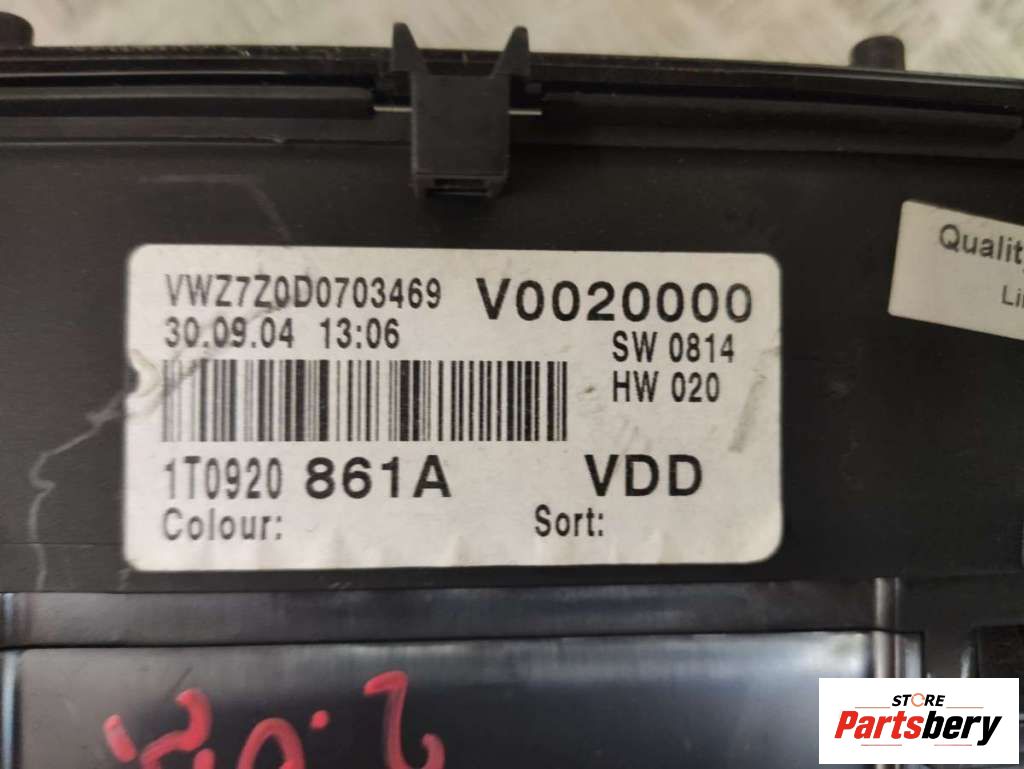 VWZ7Z0D0703469 V0020000
30.09.04 13:06 SW 0814
HW 020
1T0920 861A VDD
Colour: Sort:
Quality
STORE
Partsbery